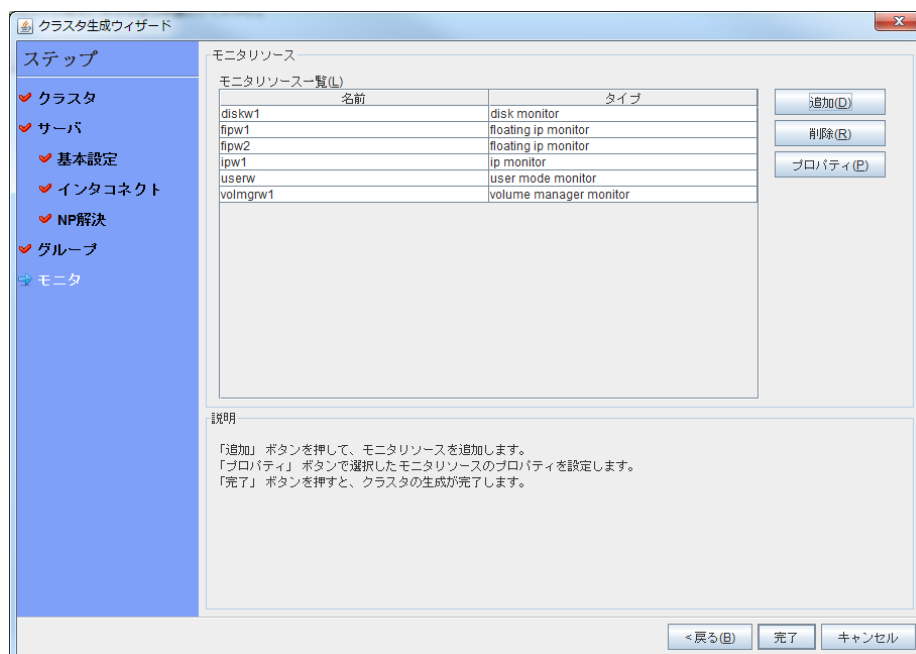 クラスタ生成ウィザード
ステップ
クラスタ
サーバ
基本設定
インタコネクト
NP解決
グループ
モニタ
モニタリソース
モニタリソース一覧(L)
名前 タイプ
diskw1 disk monitor
fipw1 floating ip monitor
fipw2 floating ip monitor
ipw1 ip monitor
userw user mode monitor
volmgrw1 volume manager monitor
追加(D)
削除(R)
プロパティ(P)
説明
「追加」 ボタンを押して、モニタリソースを追加します。
「プロパティ」 ボタンで選択したモニタリソースのプロパティを設定します。
「完了」 ボタンを押すと、クラスタの生成が完了します。
<戻る(B) 完了 キャンセル